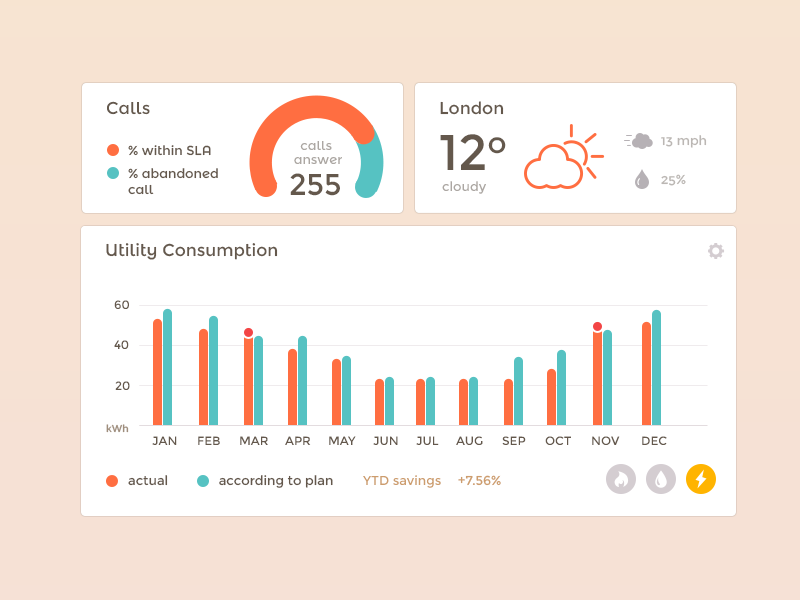 Calls
% within SLA
% abandoned
call
calls
answer
255
London
12°
cloudy
13 mph
25%
Utility Consumption
60
40
20
kWh
JAN FEB MAR APR MAY JUN JUL AUG SEP OCT NOV DEC
actual according to plan YTD savings +7.56%